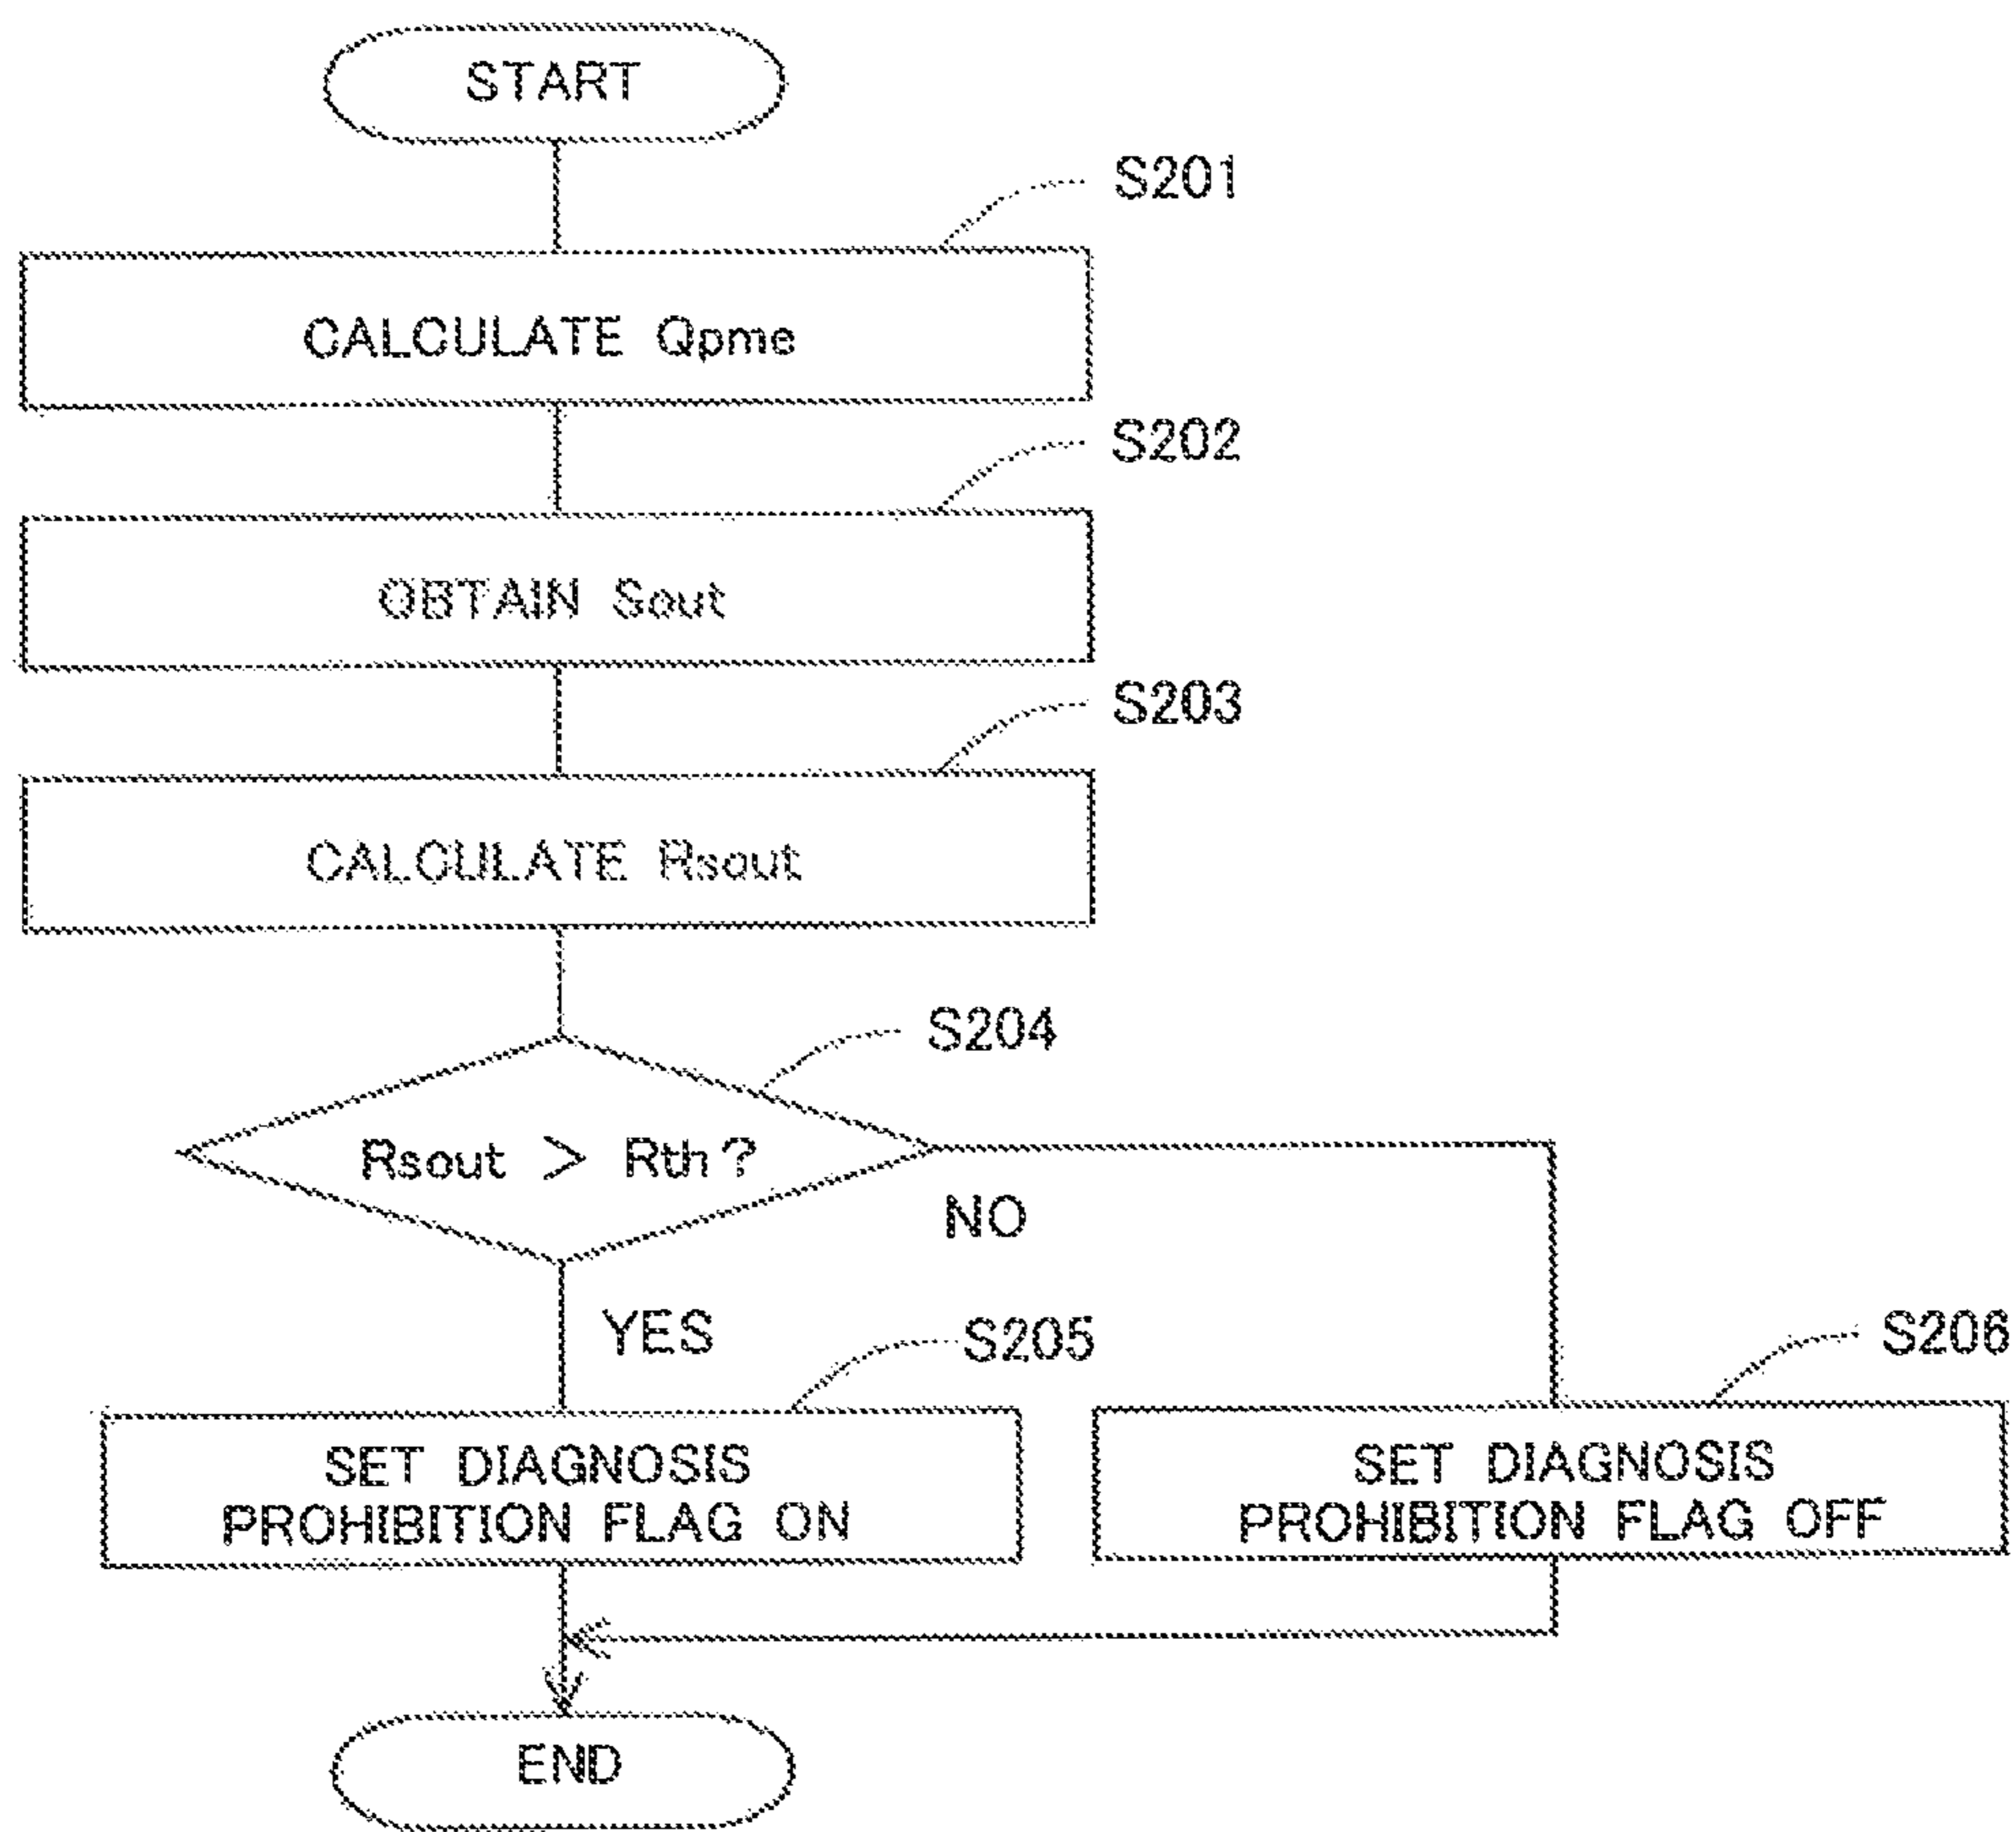 START
S201
CALCULATE Qpme
S202
OBTAIN Sout
S203
CALCULATE Rsout
S204
Rsout > Rth?
NO
YES
S205
S206
SET DIAGNOSIS
PROHIBITION FLAG ON
SET DIAGNOSIS
PROHIBITION FLAG OFF
END